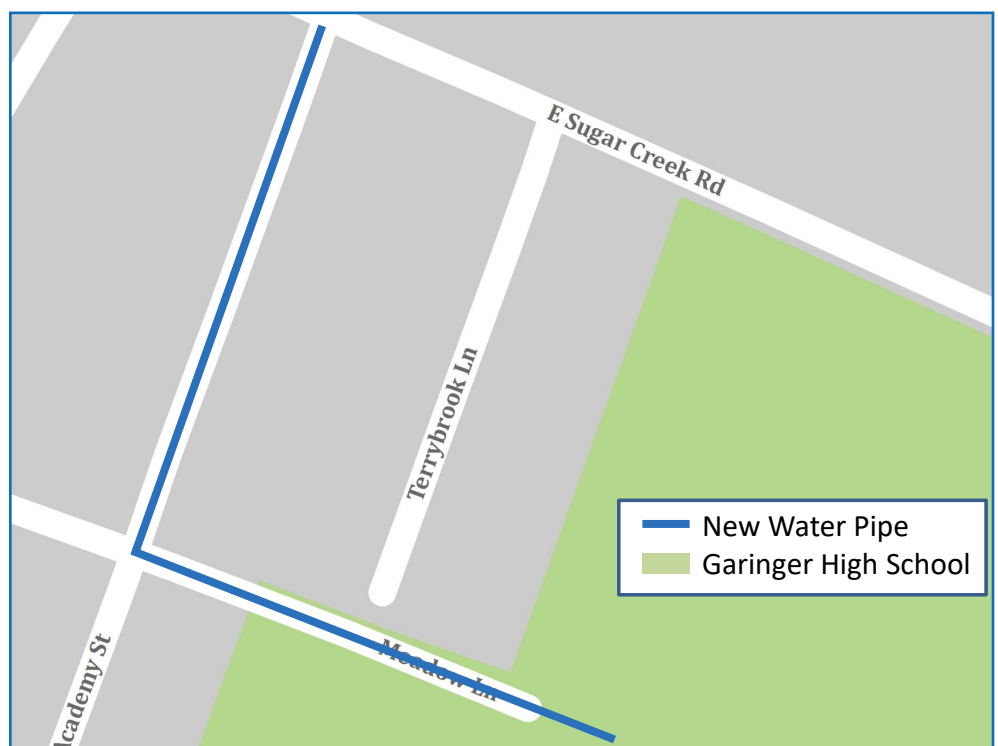 E Sugar Creek Rd
Terrybrook Ln
New Water Pipe
Garinger High School
Meadow Ln
Academy St